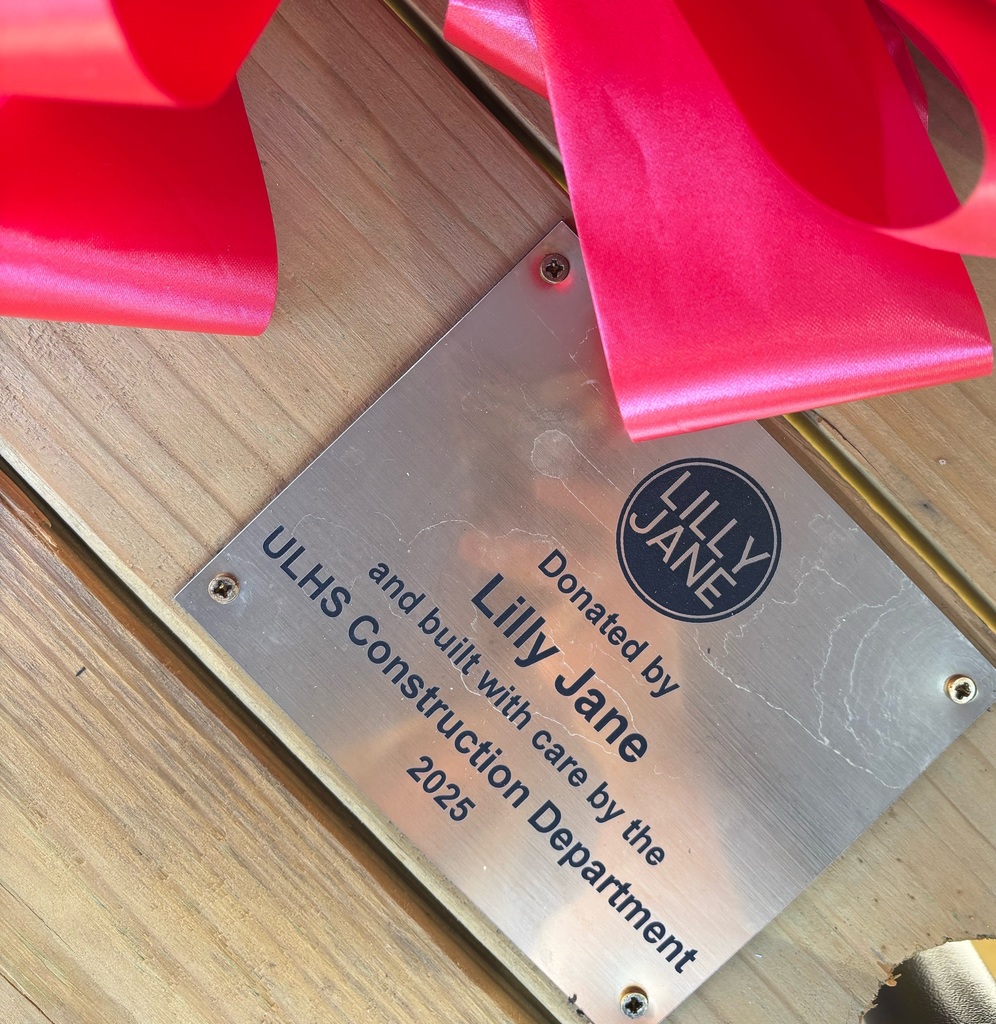 LILLY
JANE
Donated by
Lilly Jane
and built with care by the
ULHS Construction Department
2025